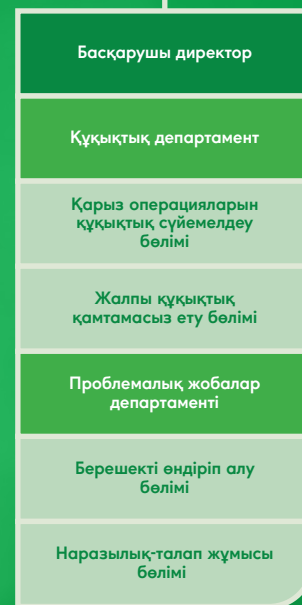 Басқарушы директор
Құқықтық департамент
Қарыз операцияларын
құқықтық сүйемелдеу
бөлімі
Жалпы құқықтық
қамтамасыз ету бөлімі
Проблемалық жобалар
департаменті
Берешекті өндіріп алу
бөлімі
Наразылық-талап жұмысы
бөлімі